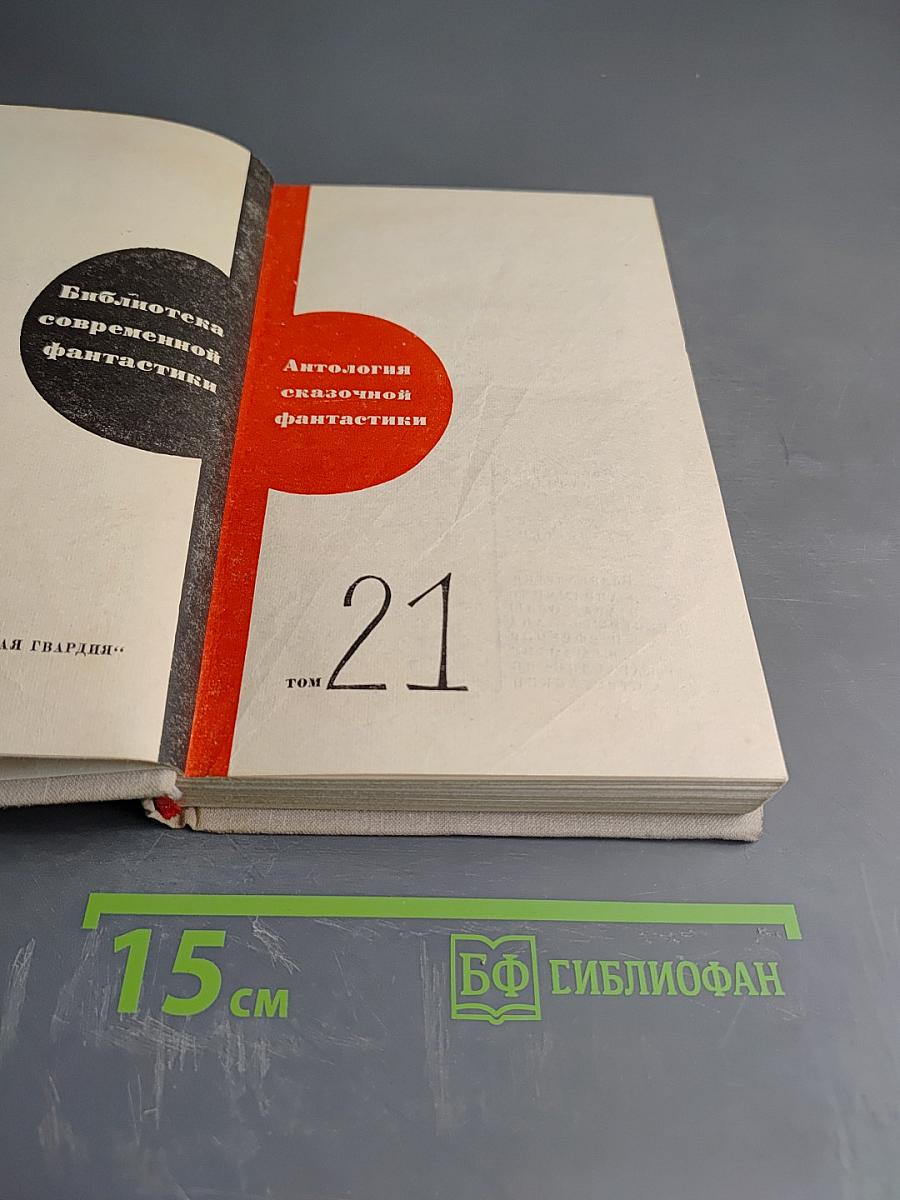 Библиотека
современной
фантастики
АЯ ГВАРДИЯ“
Антология
сказочной
фантастики
том 21
15 см
БФ БИБЛИОФАН